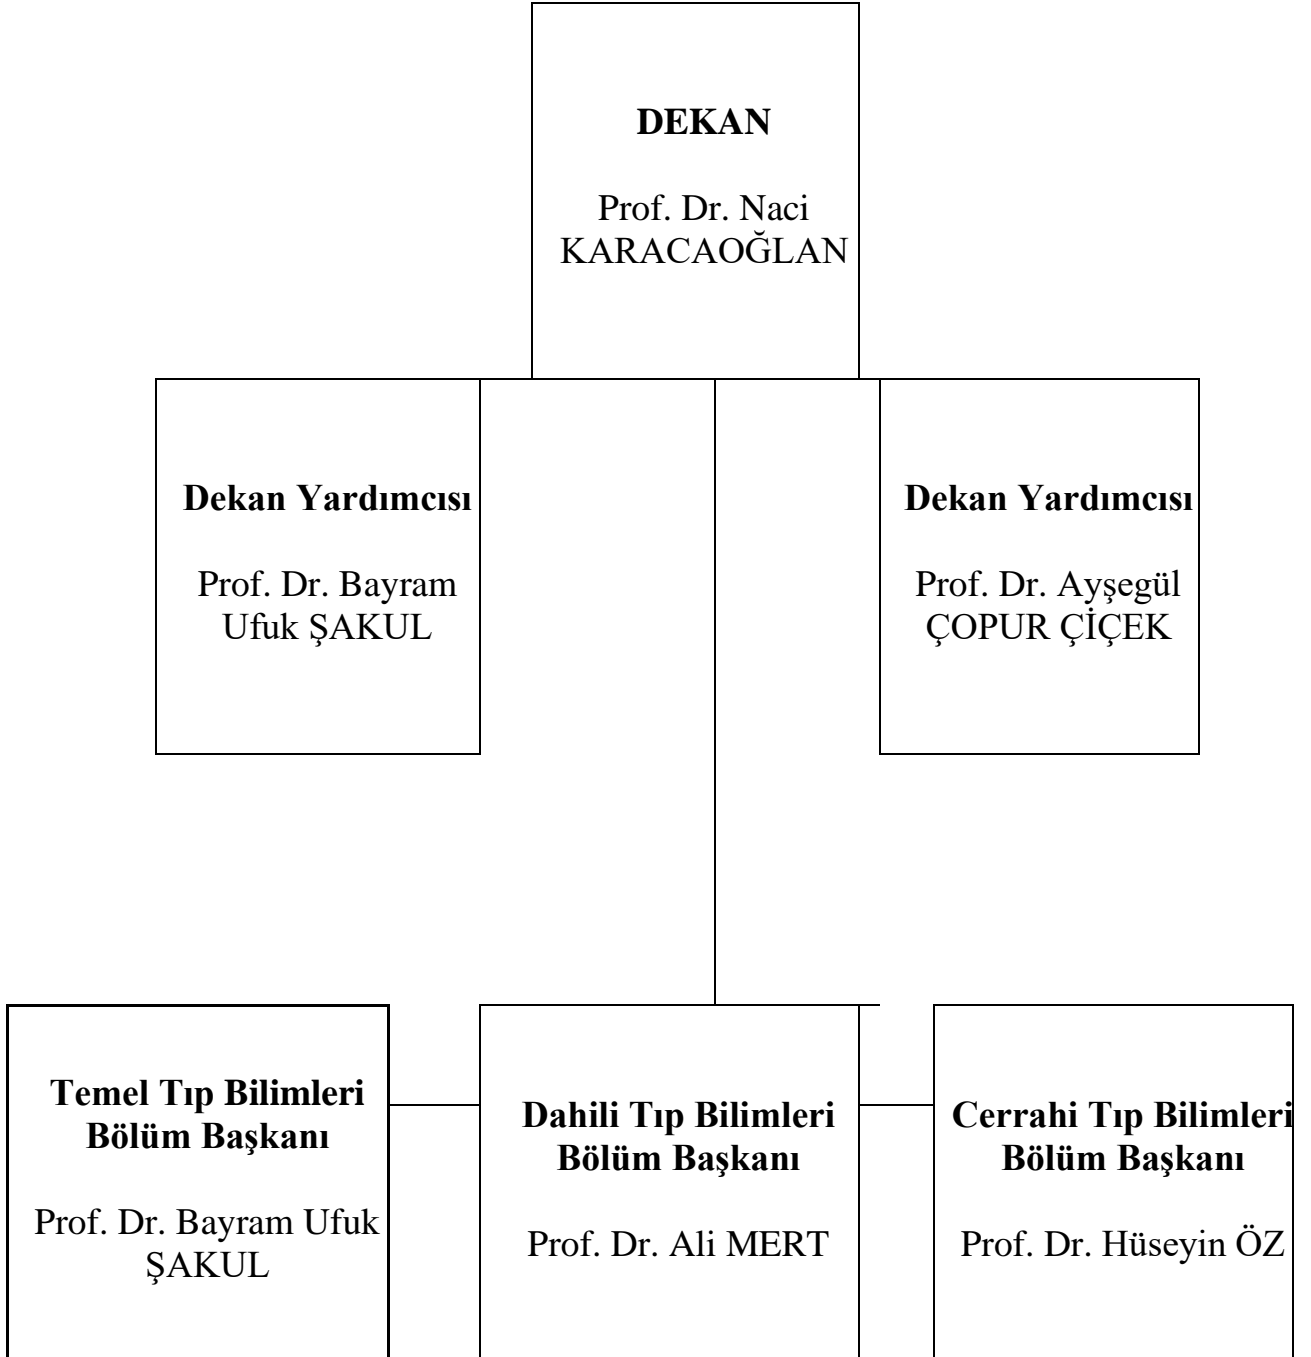 DEKAN
Prof. Dr. Naci
KARACAOĞLAN
Dekan Yardımcısı
Prof. Dr. Bayram
Ufuk ŞAKUL
Dekan Yardımcısı
Prof. Dr. Ayşegül
ÇOPUR ÇİÇEK
Temel Tıp Bilimleri
Bölüm Başkanı
Prof. Dr. Bayram Ufuk
ŞAKUL
Dahili Tıp Bilimleri
Bölüm Başkanı
Prof. Dr. Ali MERT
Cerrahi Tıp Bilimleri
Bölüm Başkanı
Prof. Dr. Hüseyin ÖZ